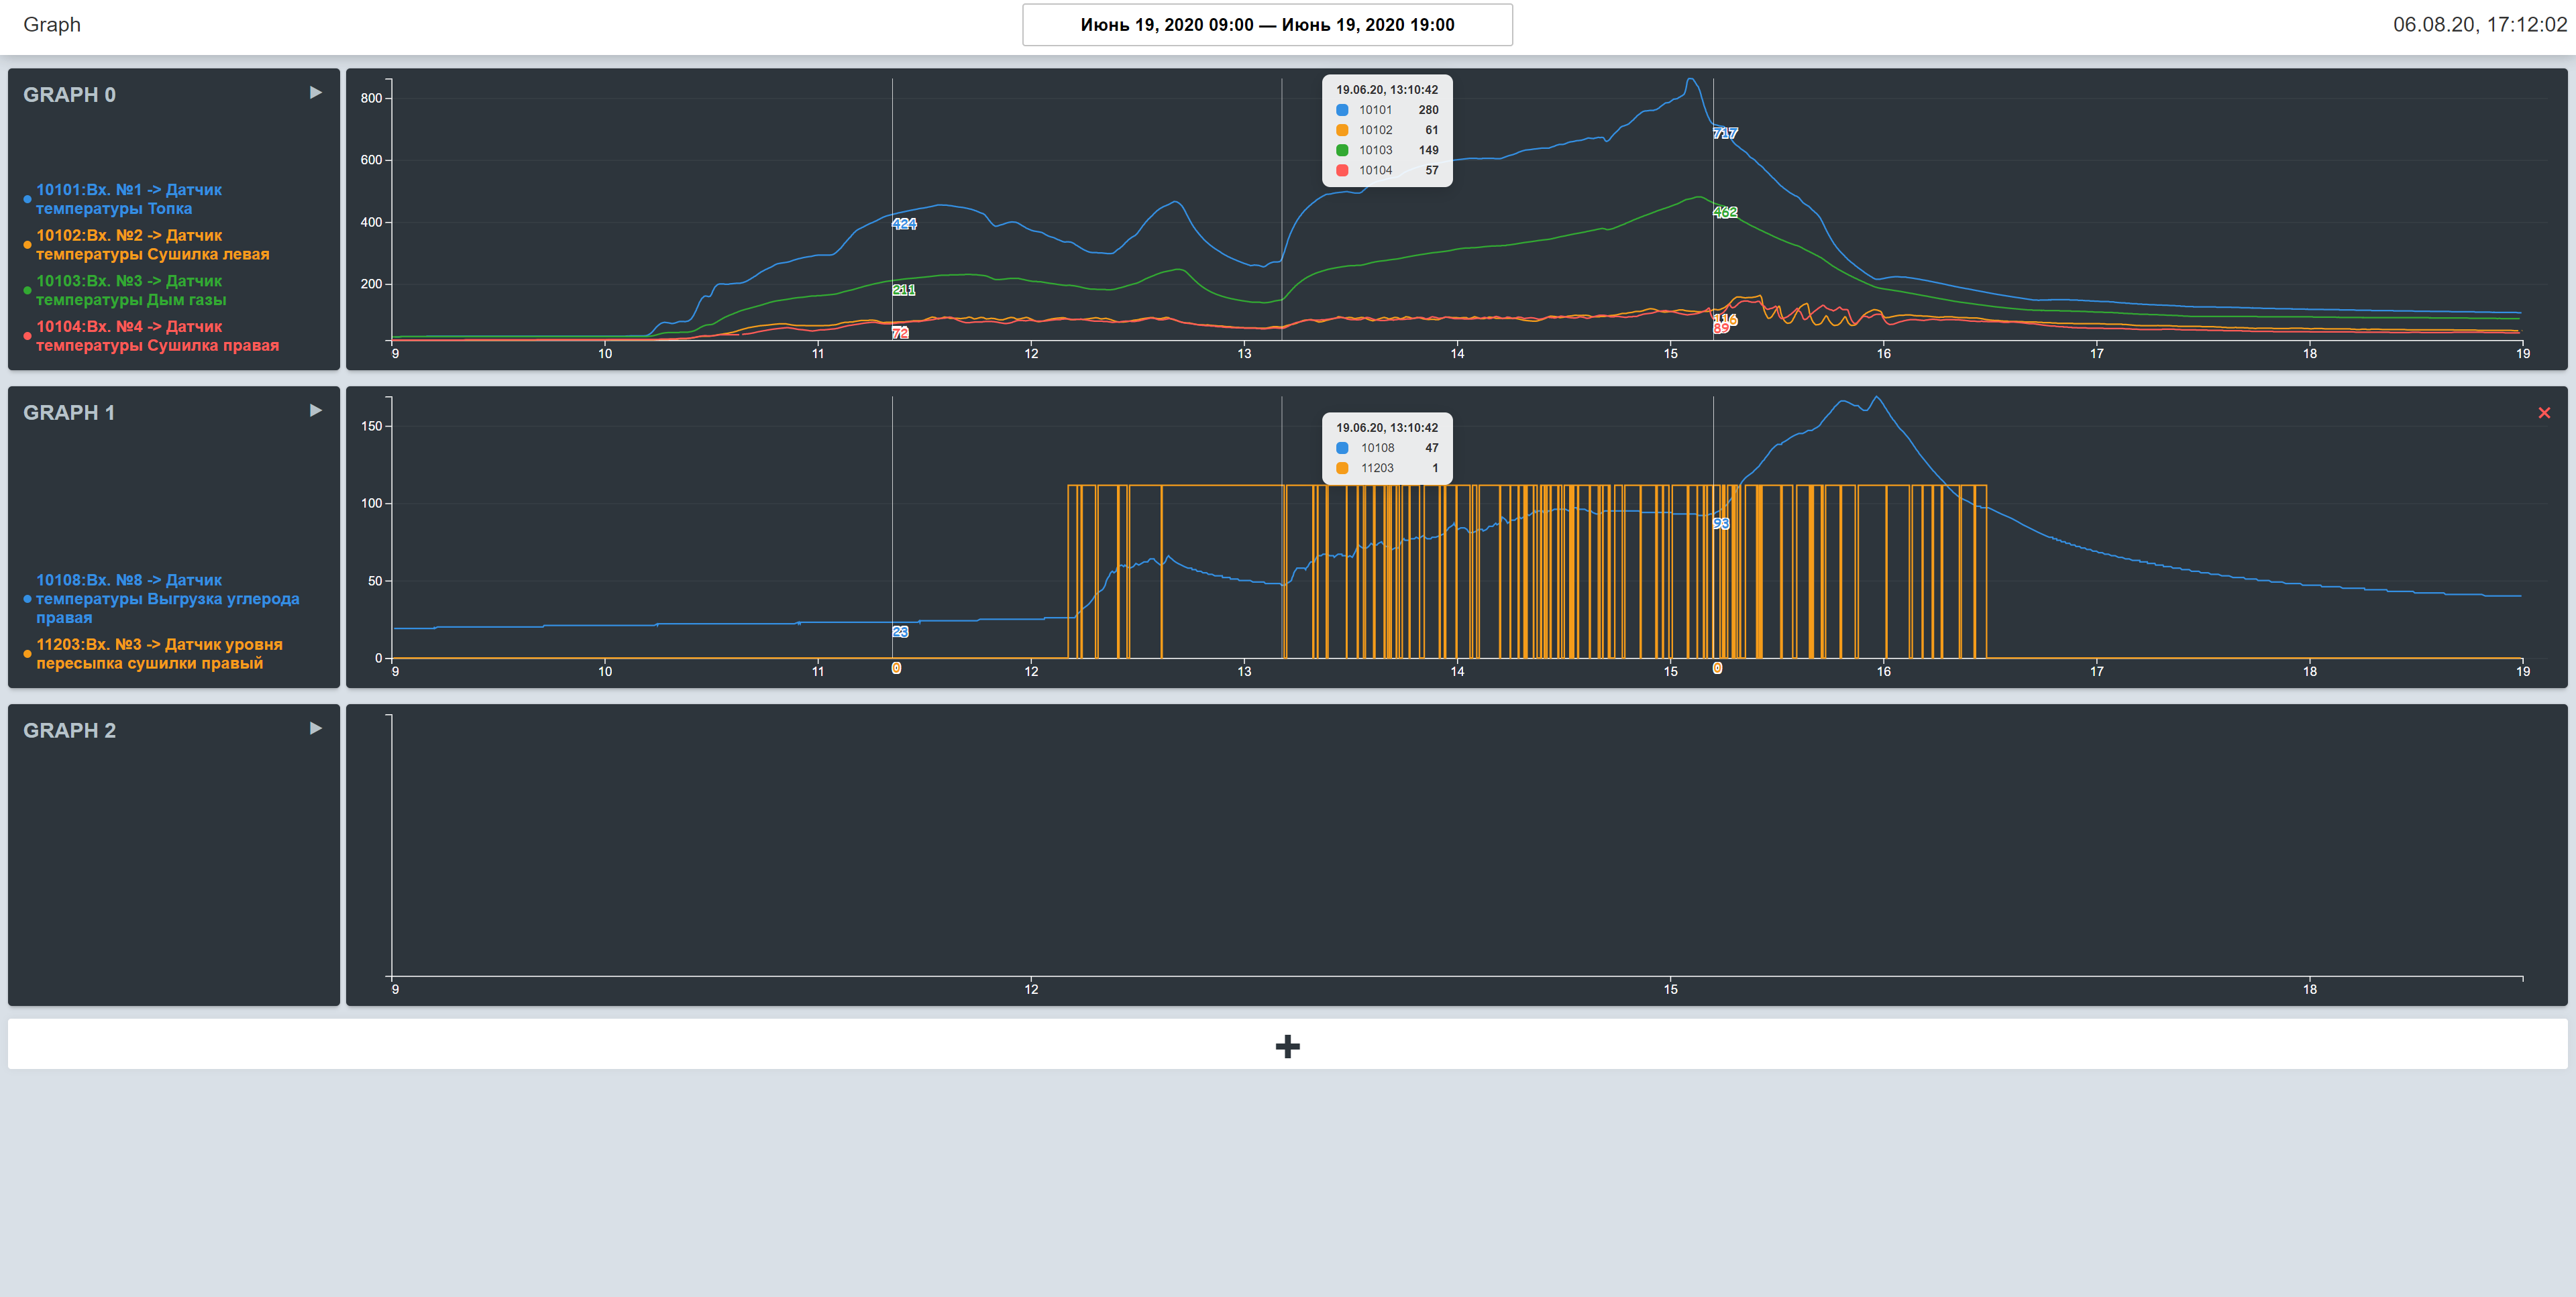 Graph
Июнь 19, 2020 09:00 — Июнь 19, 2020 19:00
06.08.20, 17:12:02
GRAPH 0
10101:Вх. №1 -> Датчик
температуры Топка
10102:Вх. №2 -> Датчик
температуры Сушилка левая
10103:Вх. №3 -> Датчик
температуры Дым газы
10104:Вх. №4 -> Датчик
температуры Сушилка правая
800
600
400
200
424
211
72
19.06.20, 13:10:42
10101 280
10102 61
10103 149
10104 57
717
462
116
89
9 10 11 12 13 14 15 16 17 18 19
GRAPH 1
10108:Вх. №8 -> Датчик
температуры Выгрузка углерода
правая
11203:Вх. №3 -> Датчик уровня
пересыпка сушилки правый
150
100
50
0
23
0
19.06.20, 13:10:42
10108 47
11203 1
93
0
9 10 11 12 13 14 15 16 17 18 19
GRAPH 2
9 12 15 18